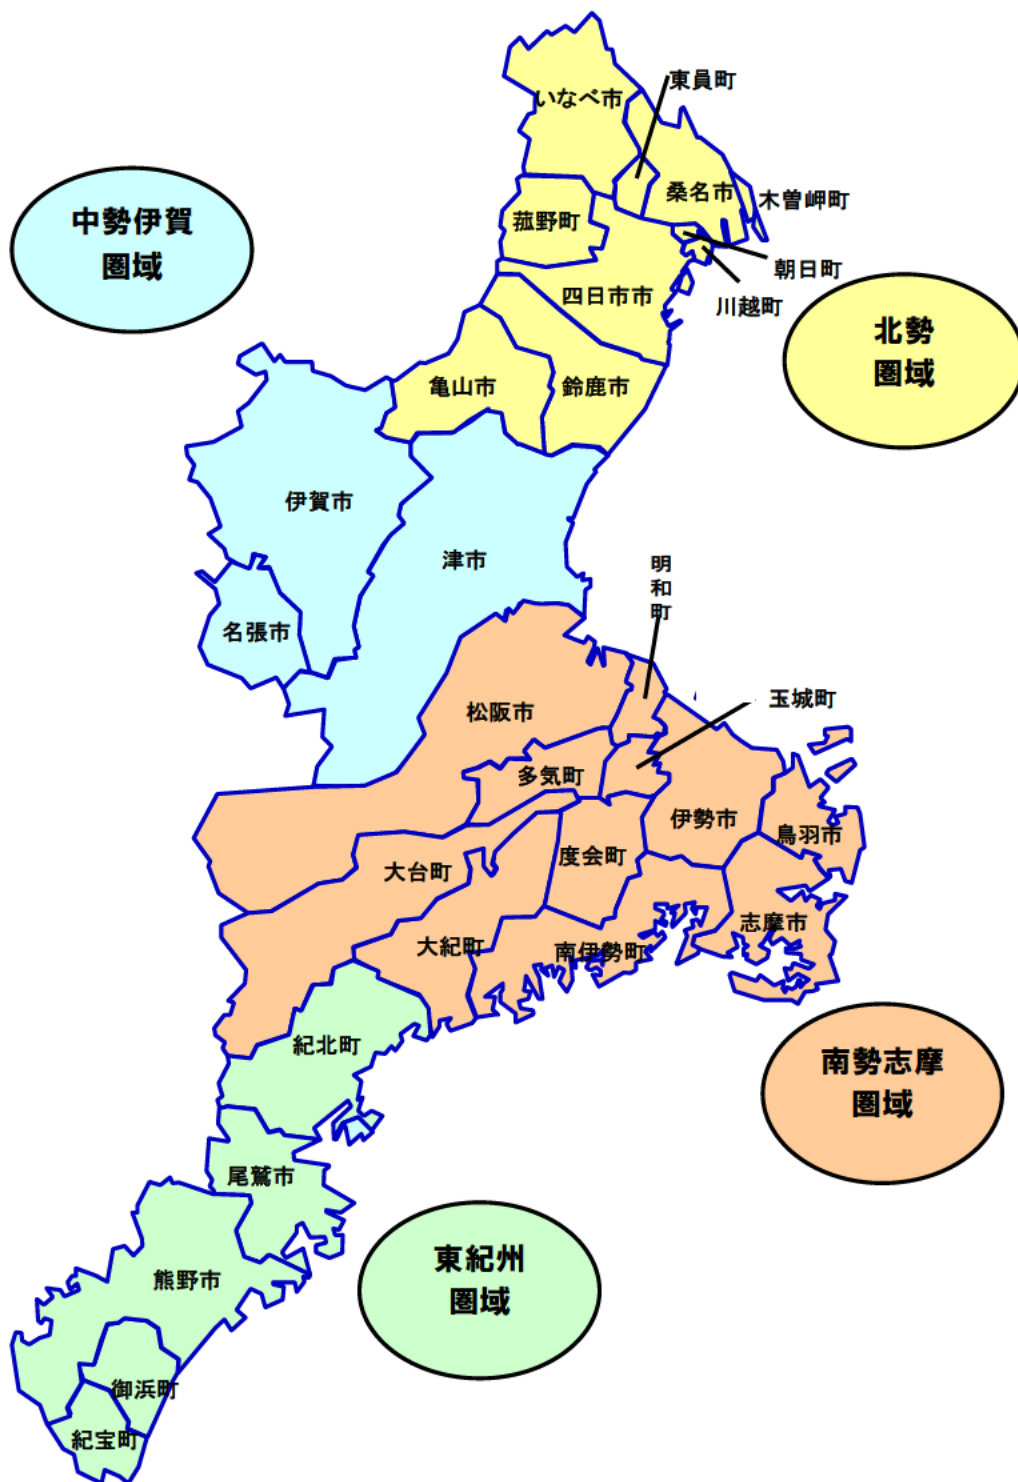 いなべ市
東員町
桑名市
木曽岬町
菰野町
朝日町
四日市市
川越町
中勢伊賀
圏域
北勢
圏域
亀山市
鈴鹿市
伊賀市
津市
名張市
明
和
町
松阪市
玉城町
多気町
伊勢市
鳥羽市
度会町
大台町
志摩市
大紀町
南伊勢町
紀北町
南勢志摩
圏域
尾鷲市
東紀州
圏域
熊野市
御浜町
紀宝町